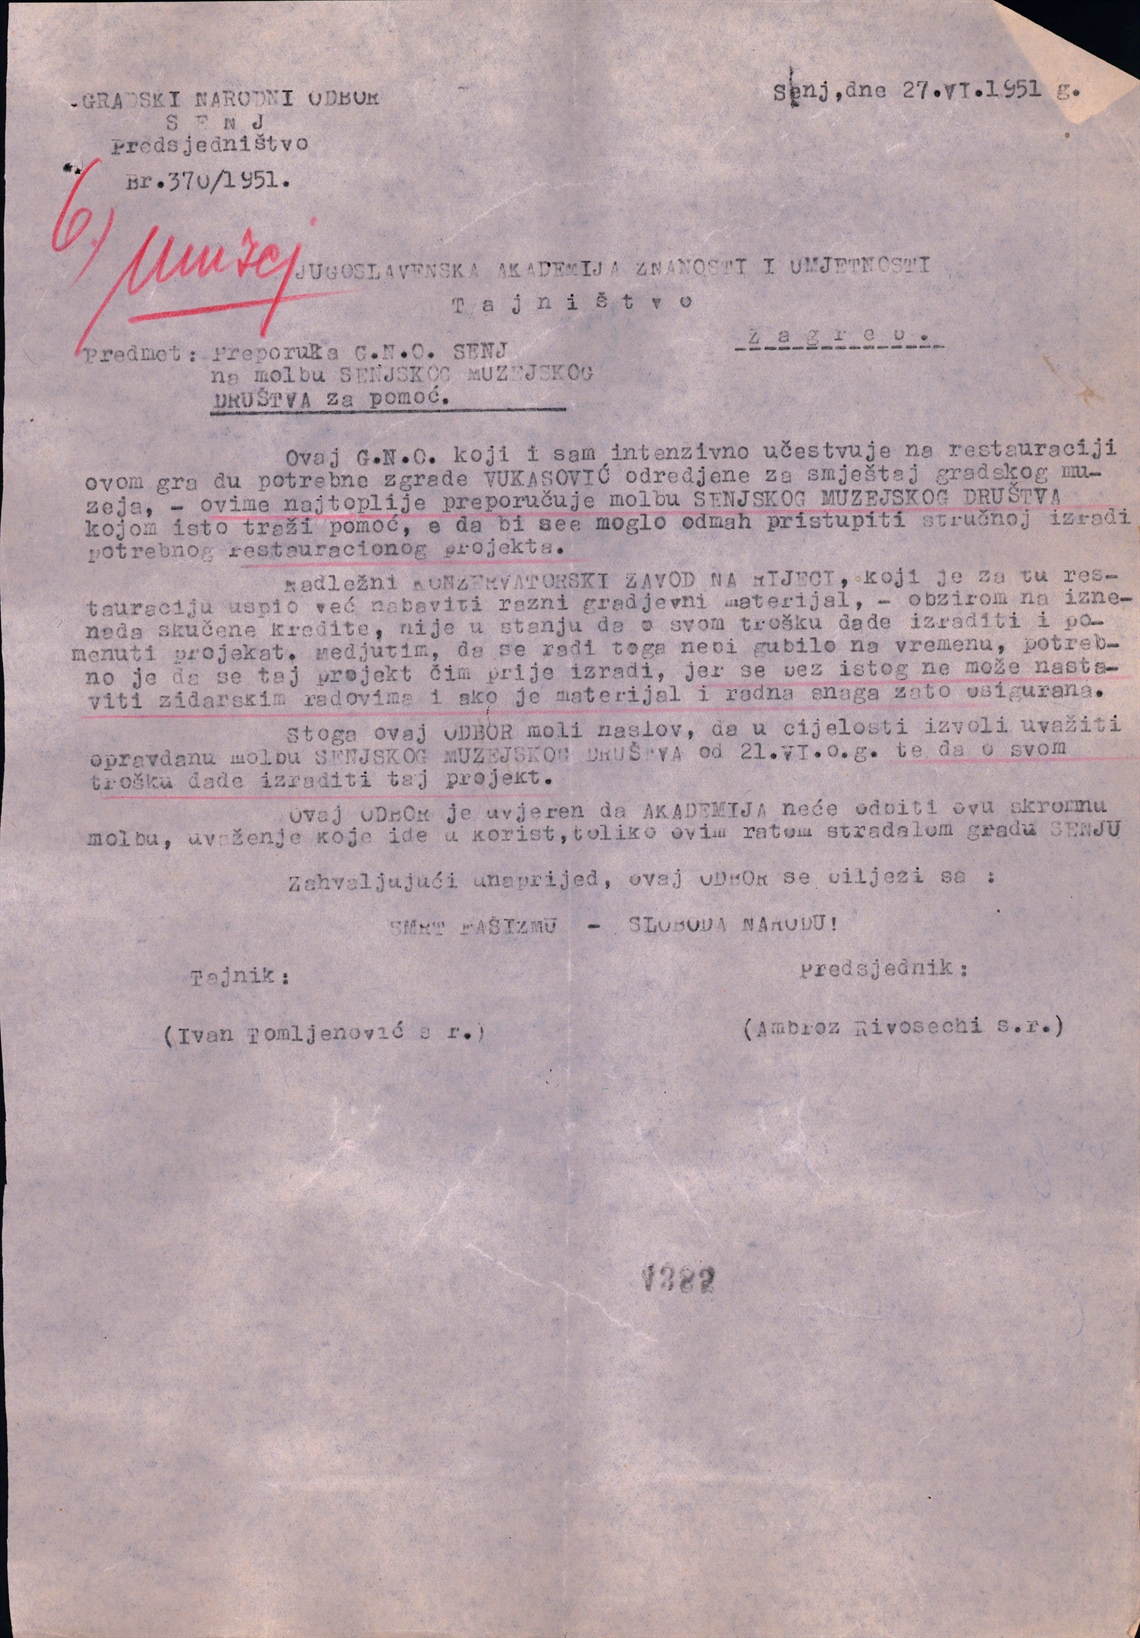 GRADSKI NARODNI ODBOR
S E N J
Predsjedništvo
Br.370/1951.
Senj,dne 27.VI.1951 g.
6)
Muzej
JUGOSLAVENSKA AKADEMIJA ZNANOSTI I UMJETNOSTI
T a j n i š t v o
Z a g r e b .
Predmet: Preporuka G.N.O. SENJ
na molbu SENJSKOG MUZEJSKOG
DRUŠTVA za pomoć.
Ovaj G.N.O. koji i sam intenzivno učestvuje na restauraciji
ovom gra du potrebne zgrade VUKASOVIĆ odredjene za smještaj gradskog mu-
zeja, - ovime najtoplije preporučuje molbu SENJSKOG MUZEJSKOG DRUŠTVA
kojom isto traži pomoć, e da bi see moglo odmah pristupiti stručnoj izradi
potrebnog restauracionog projekta.
Nadležni KONZERVATORSKI ZAVOD NA RIJECI, koji je za tu res-
tauraciju uspio već nabaviti razni gradjevni materijal, - obzirom na izne-
nada skučene kredite, nije u stanju da o svom trošku dade izraditi i po-
menuti projekat. Medjutim, da se radi toga nebi gubilo na vremenu, potreb-
no je da se taj projekt čim prije izradi, jer se bez istog ne može nasta-
viti zidarskim radovima i ako je materijal i radna snaga zato osigurana.
Stoga ovaj ODBOR moli naslov, da u cijelosti izvoli uvažiti
opravdanu molbu SENJSKOG MUZEJSKOG DRUŠTVA od 21.VI.o.g. te da o svom
trošku dade izraditi taj projekt.
Ovaj ODBOR je uvjeren da AKADEMIJA neće odbiti ovu skromnu
molbu, uvaženje koje ide u korist,toliko ovim ratom stradalom gradu SENJU
Zahvaljujući unaprijed, ovaj ODBOR se bilježi sa :
SMRT FAŠIZMU - SLOBODA NARODU!
Tajnik:
Predsjednik:
(Ivan Tomljenović s r.)
(Ambroz Rivosechi s.r.)
1382